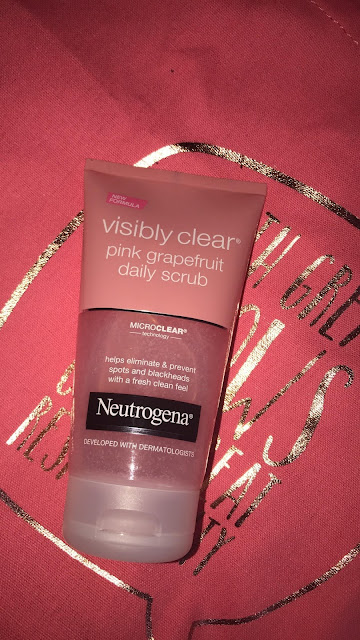 NEW
FORMULA
visibly clear®
pink grapefruit
daily scrub
MICROCLEAR®
technology
helps eliminate & prevent
spots and blackheads
with a fresh clean feel
Neutrogena®
DEVELOPED WITH DERMATOLOGISTS